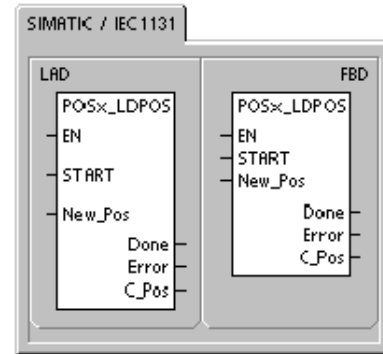 SIMATIC / IEC1131
LAD
FBD
POSx_LDPOS
EN
START
New_Pos
Done
Error
C_Pos
POSx_LDPOS
EN
START
New_Pos
Done
Error
C_Pos